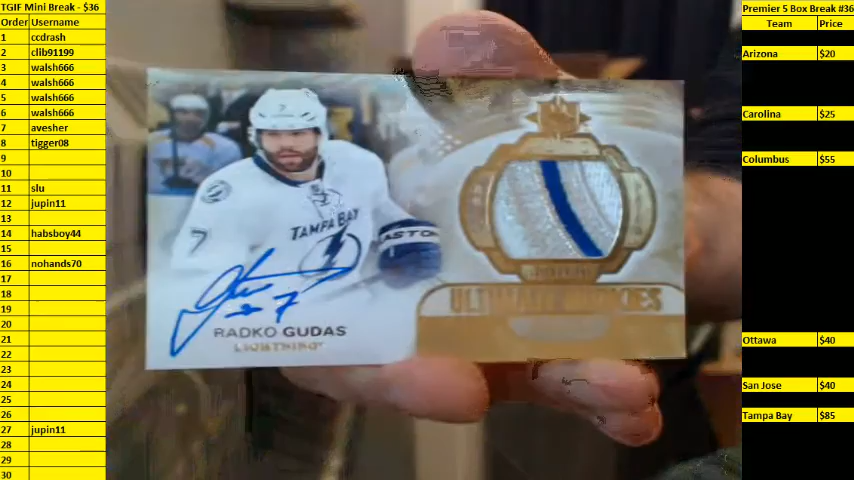 TGIF Mini Break - $36
Order Username
1 ccdrash
2 clib91199
3 walsh666
4 walsh666
5 walsh666
6 walsh666
7 avesher
8 tigger08
9
10
11 slu
12 jupin11
13
14 habsboy44
15
16 nohands70
17
18
19
20
21
22
23
24
25
26
27 jupin11
28
29
30
7
TAMPA BAY
EASTON
7
RADKO GUDAS
LIGHTNING
ULTIMATE ROOKIES
Premier 5 Box Break #36
Team Price
Arizona $20
Carolina $25
Columbus $55
Ottawa $40
San Jose $40
Tampa Bay $85